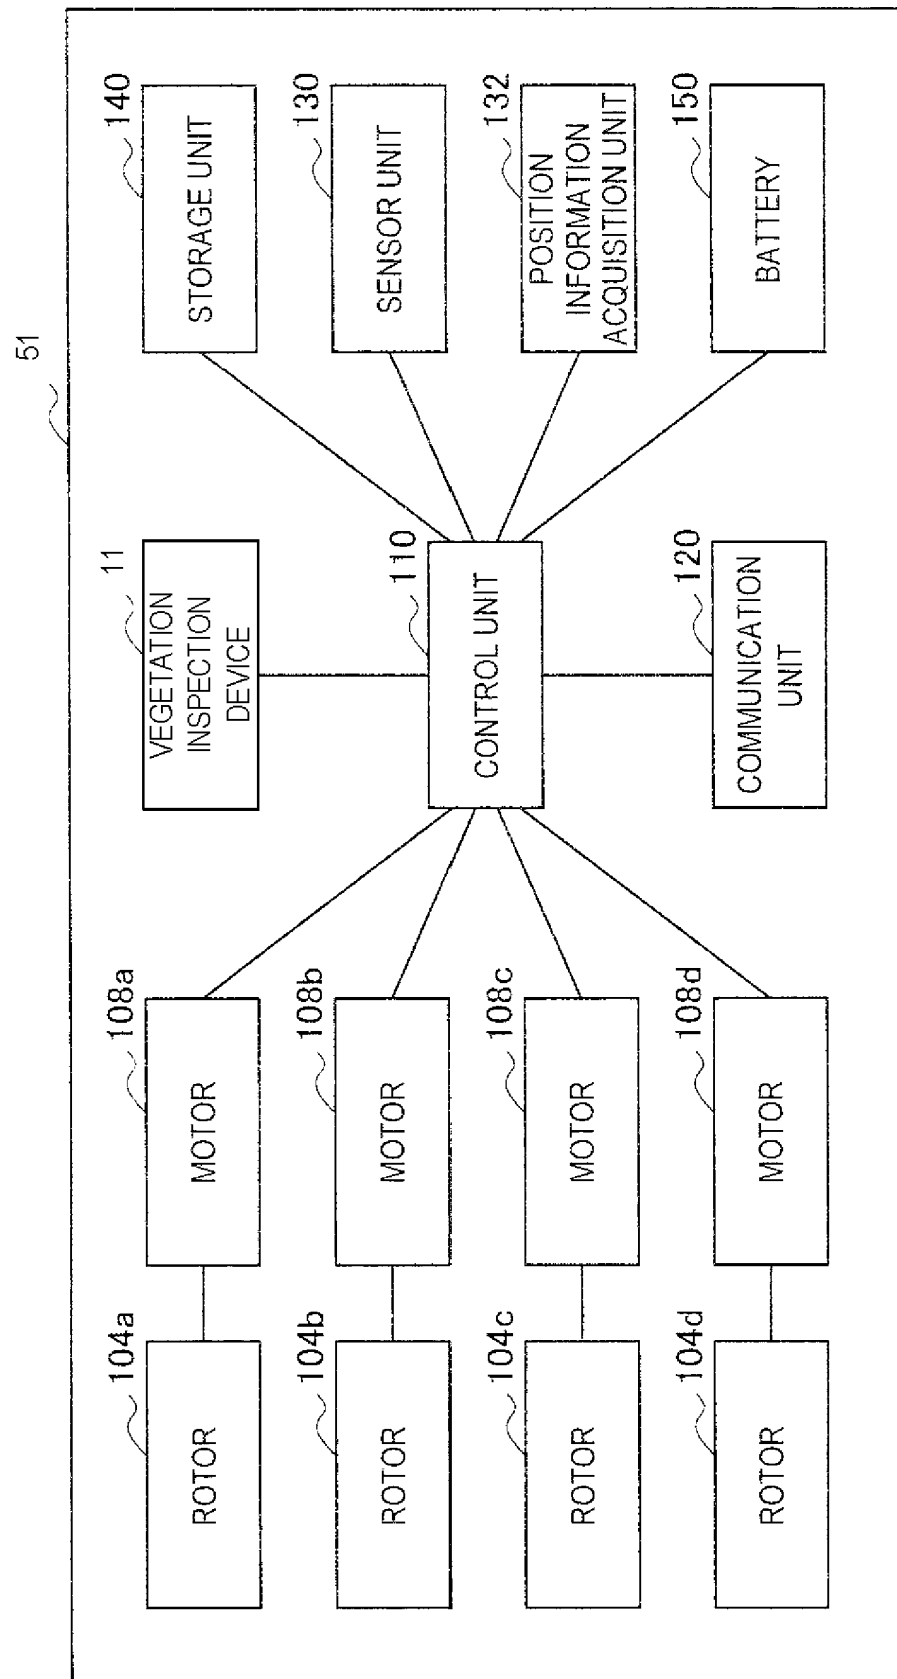 51
104a
ROTOR
108a
MOTOR
11
VEGETATION
INSPECTION
DEVICE
140
STORAGE UNIT
104b
ROTOR
108b
MOTOR
130
SENSOR UNIT
110
CONTROL UNIT
104c
ROTOR
108c
MOTOR
132
POSITION
INFORMATION
ACQUISITION UNIT
104d
ROTOR
108d
MOTOR
120
COMMUNICATION
UNIT
150
BATTERY